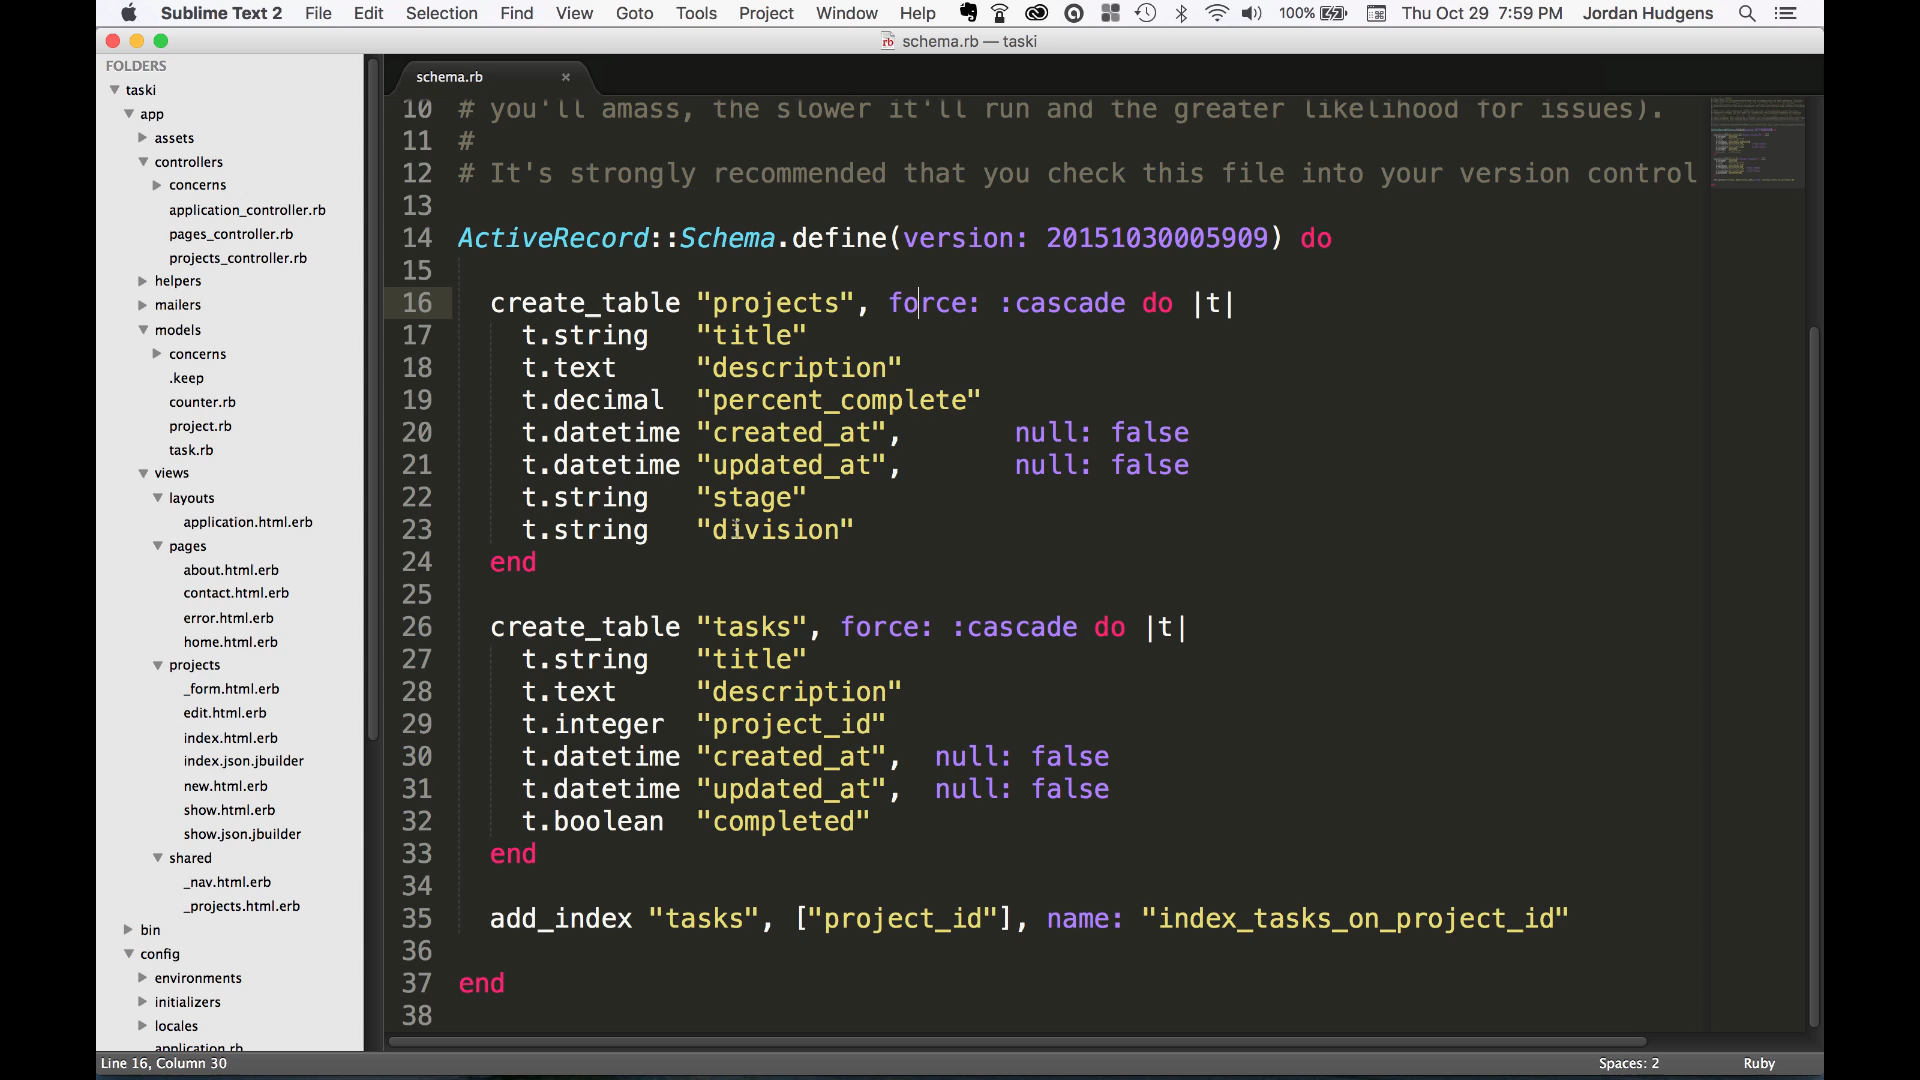 Sublime Text 2 File Edit Selection Find View Goto Tools Project Window Help 100% Thu Oct 29 7:59 PM Jordan Hudgens
rb schema.rb — taski
FOLDERS
taski
app
assets
controllers
concerns
application_controller.rb
pages_controller.rb
projects_controller.rb
helpers
mailers
models
concerns
.keep
counter.rb
project.rb
task.rb
views
layouts
application.html.erb
pages
about.html.erb
contact.html.erb
error.html.erb
home.html.erb
projects
_form.html.erb
edit.html.erb
index.html.erb
index.json.jbuilder
new.html.erb
show.html.erb
show.json.jbuilder
shared
_nav.html.erb
_projects.html.erb
bin
config
environments
initializers
locales
application.rb
schema.rb ×
10 # you'll amass, the slower it'll run and the greater likelihood for issues).
11 #
12 # It's strongly recommended that you check this file into your version control
13
14 ActiveRecord::Schema.define(version: 20151030005909) do
15
16 create_table "projects", force: :cascade do |t|
17 t.string "title"
18 t.text "description"
19 t.decimal "percent_complete"
20 t.datetime "created_at", null: false
21 t.datetime "updated_at", null: false
22 t.string "stage"
23 t.string "division"
24 end
25
26 create_table "tasks", force: :cascade do |t|
27 t.string "title"
28 t.text "description"
29 t.integer "project_id"
30 t.datetime "created_at", null: false
31 t.datetime "updated_at", null: false
32 t.boolean "completed"
33 end
34
35 add_index "tasks", ["project_id"], name: "index_tasks_on_project_id"
36
37 end
38
Line 16, Column 30 Spaces: 2 Ruby